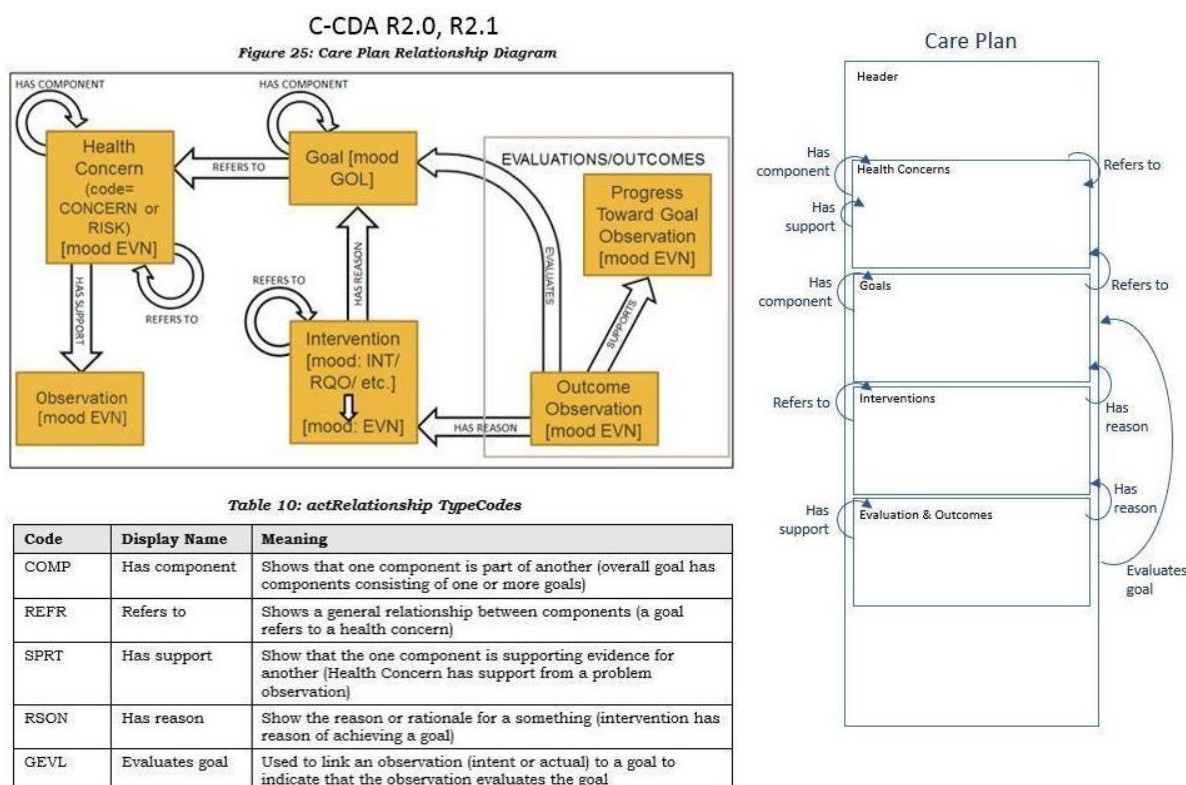 C-CDA R2.0, R2.1
Figure 25: Care Plan Relationship Diagram
HAS COMPONENT
HAS COMPONENT
Health
Concern
(code=
CONCERN or
RISK)
[mood EVN]
REFERS TO
Goal [mood
GOL]
EVALUATIONS/OUTCOMES
Progress
Toward Goal
Observation
[mood EVN]
HAS SUPPORT
REFERS TO
REFERS TO
HAS REASON
EVALUATES
SUPPORTS
Observation
[mood EVN]
Intervention
[mood: INT/
RQO/ etc.]
[mood: EVN]
HAS REASON
Outcome
Observation
[mood EVN]
Table 10: actRelationship TypeCodes
Code Display Name Meaning
COMP Has component Shows that one component is part of another (overall goal has
components consisting of one or more goals)
REFR Refers to Shows a general relationship between components (a goal
refers to a health concern)
SPRT Has support Show that the one component is supporting evidence for
another (Health Concern has support from a problem
observation)
RSON Has reason Show the reason or rationale for a something (intervention has
reason of achieving a goal)
GEVL Evaluates goal Used to link an observation (intent or actual) to a goal to
indicate that the observation evaluates the goal
Care Plan
Header
Has
component
Health Concerns
Refers to
Has
support
Has
component
Goals
Refers to
Refers to
Interventions
Has
reason
Has
support
Evaluation & Outcomes
Has
reason
Evaluates
goal